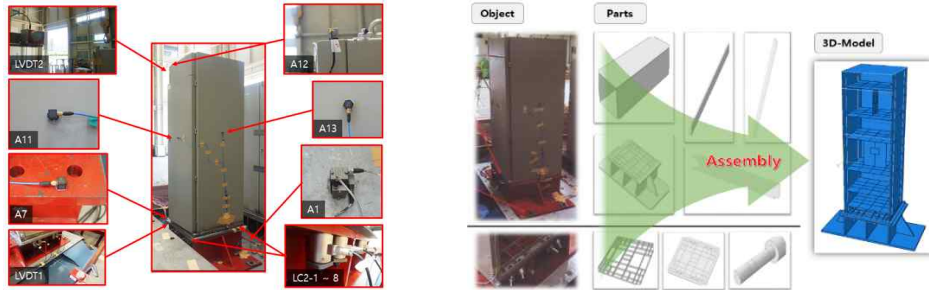 LVDT2
A12
A11
A13
A7
A1
LVDT1
LC2-1 ~ 8
Object
Parts
3D-Model
Assembly